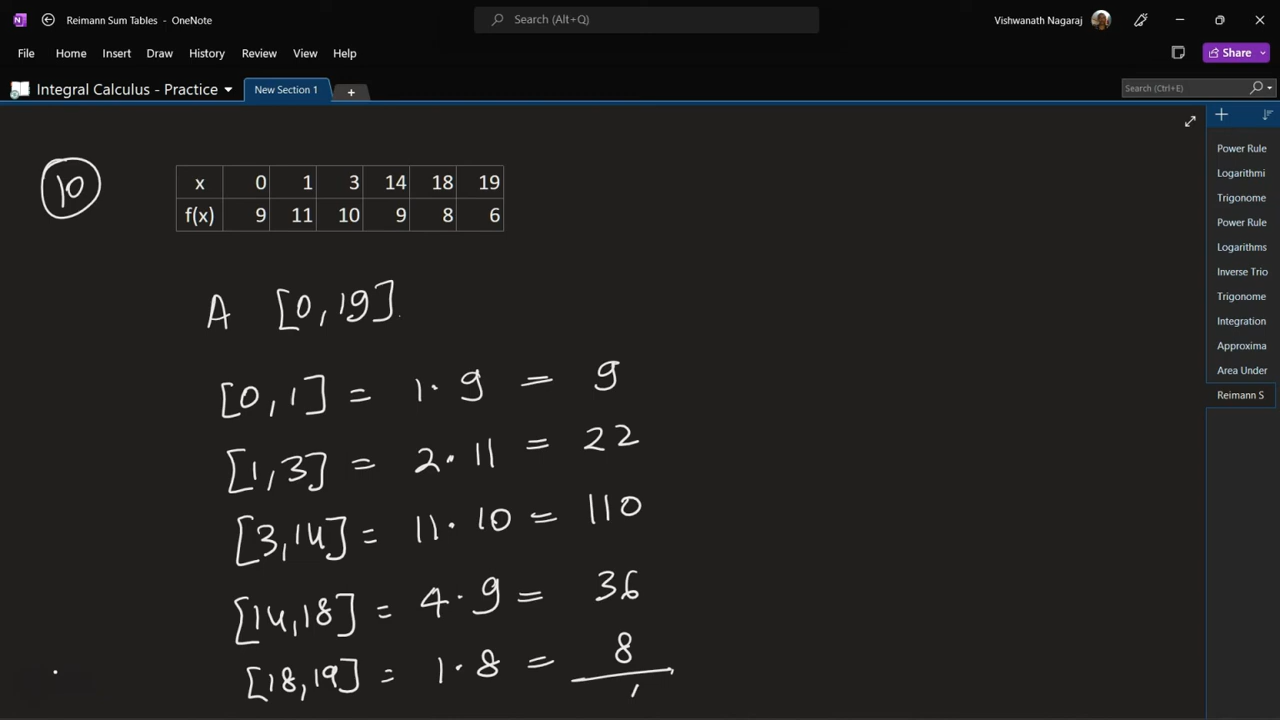 Reimann Sum Tables - OneNote
Search (Alt+Q)
Vishwanath Nagaraj
File Home Insert Draw History Review View Help
Share
Integral Calculus - Practice
New Section 1
+
Search (Ctrl+E)
Power Rule
Logarithmi
Trigonome
Power Rule
Logarithms
Inverse Trio
Trigonome
Integration
Approxima
Area Under
Reimann S
10
x 0 1 3 14 18 19
f(x) 9 11 10 9 8 6
A [0,19]
[0,1] = 1·9 = 9
[1,3] = 2·11 = 22
[3,14] = 11·10 = 110
[14,18] = 4·9 = 36
[18,19] = 1·8 = 8